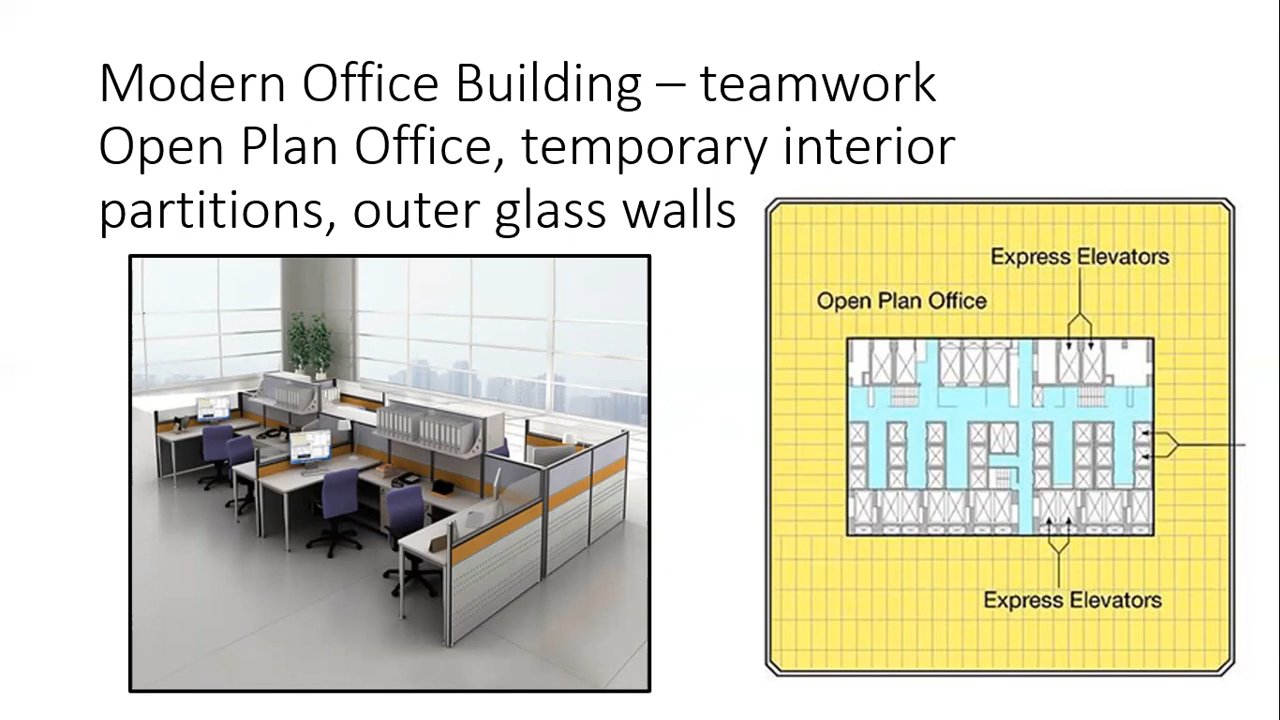 Modern Office Building – teamwork
Open Plan Office, temporary interior
partitions, outer glass walls
Express Elevators
Open Plan Office
Express Elevators